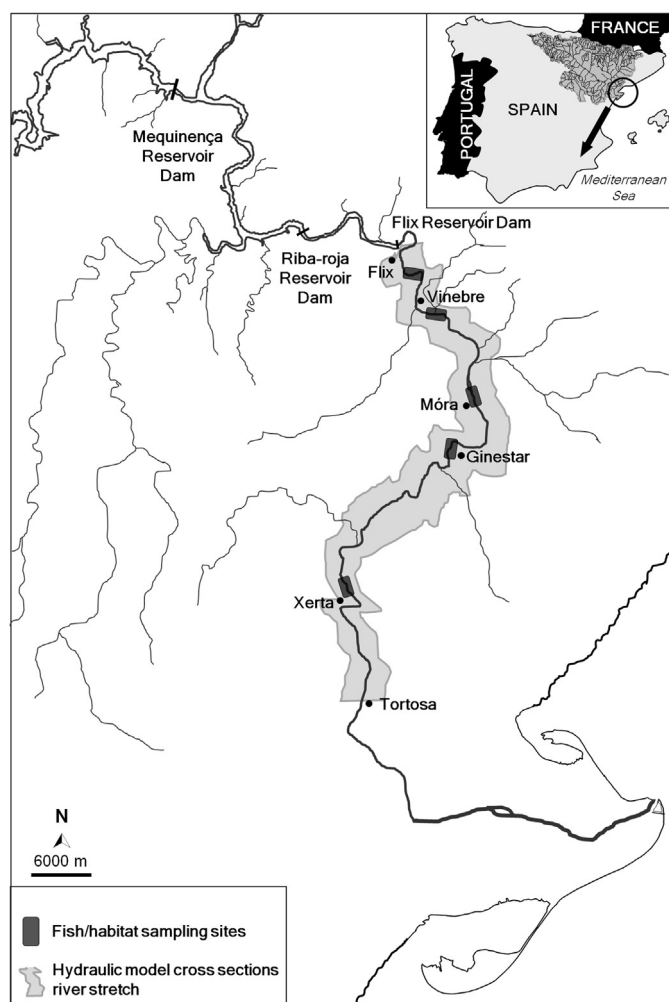 FRANCE
PORTUGAL
SPAIN
Mediterranean
Sea
Mequinença
Reservoir
Dam
Flix Reservoir Dam
Riba-roja
Reservoir
Dam
Flix
Vinebre
Móra
Ginestar
Xerta
Tortosa
N
6000 m
Fish/habitat sampling sites
Hydraulic model cross sections
river stretch